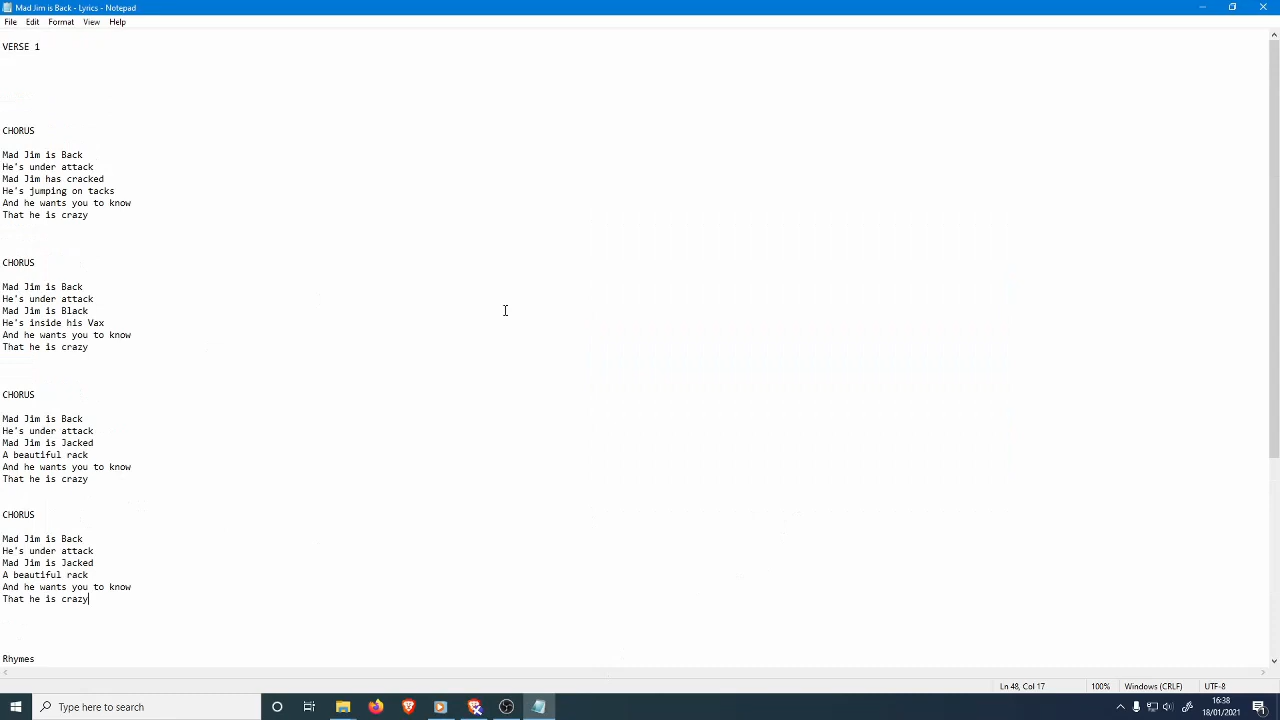 Mad Jim is Back - Lyrics - Notepad
File Edit Format View Help
VERSE 1
CHORUS
Mad Jim is Back
He's under attack
Mad Jim has cracked
He's jumping on tacks
And he wants you to know
That he is crazy
CHORUS
Mad Jim is Back
He's under attack
Mad Jim is Black
He's inside his Vax
And he wants you to know
That he is crazy
CHORUS
Mad Jim is Back
He's under attack
Mad Jim is Jacked
A beautiful rack
And he wants you to know
That he is crazy
CHORUS
Mad Jim is Back
He's under attack
Mad Jim is Jacked
A beautiful rack
And he wants you to know
That he is crazy
Rhymes
Ln 48, Col 17 100% Windows (CRLF) UTF-8
Type here to search
16:38
18/01/2021
1